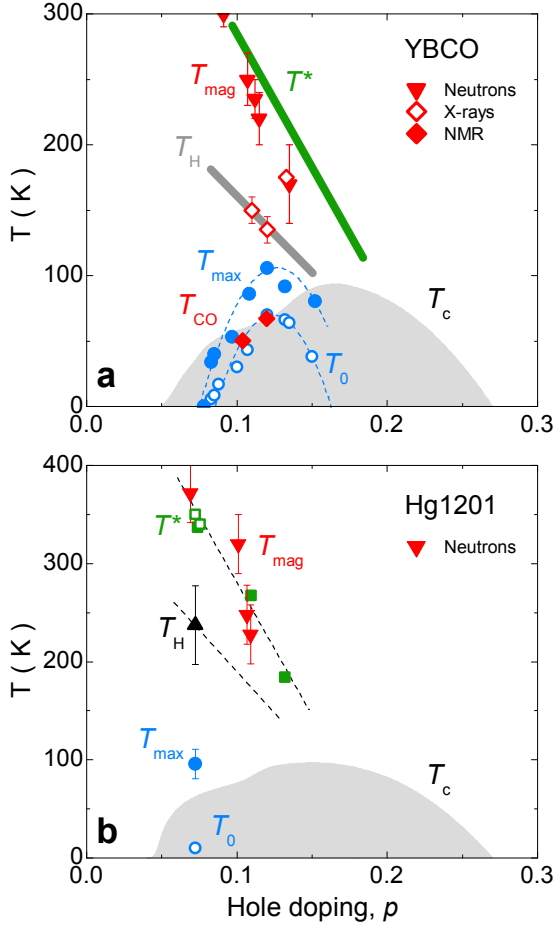 300
200
100
0
T ( K )
YBCO
Neutrons
X-rays
NMR
T*
Tmag
TH
Tmax
TCO
T0
Tc
a
0.0
0.1
0.2
0.3
400
300
200
100
0
T ( K )
Hg1201
Neutrons
T*
Tmag
TH
Tmax
T0
Tc
b
0.0
0.1
0.2
0.3
Hole doping, p